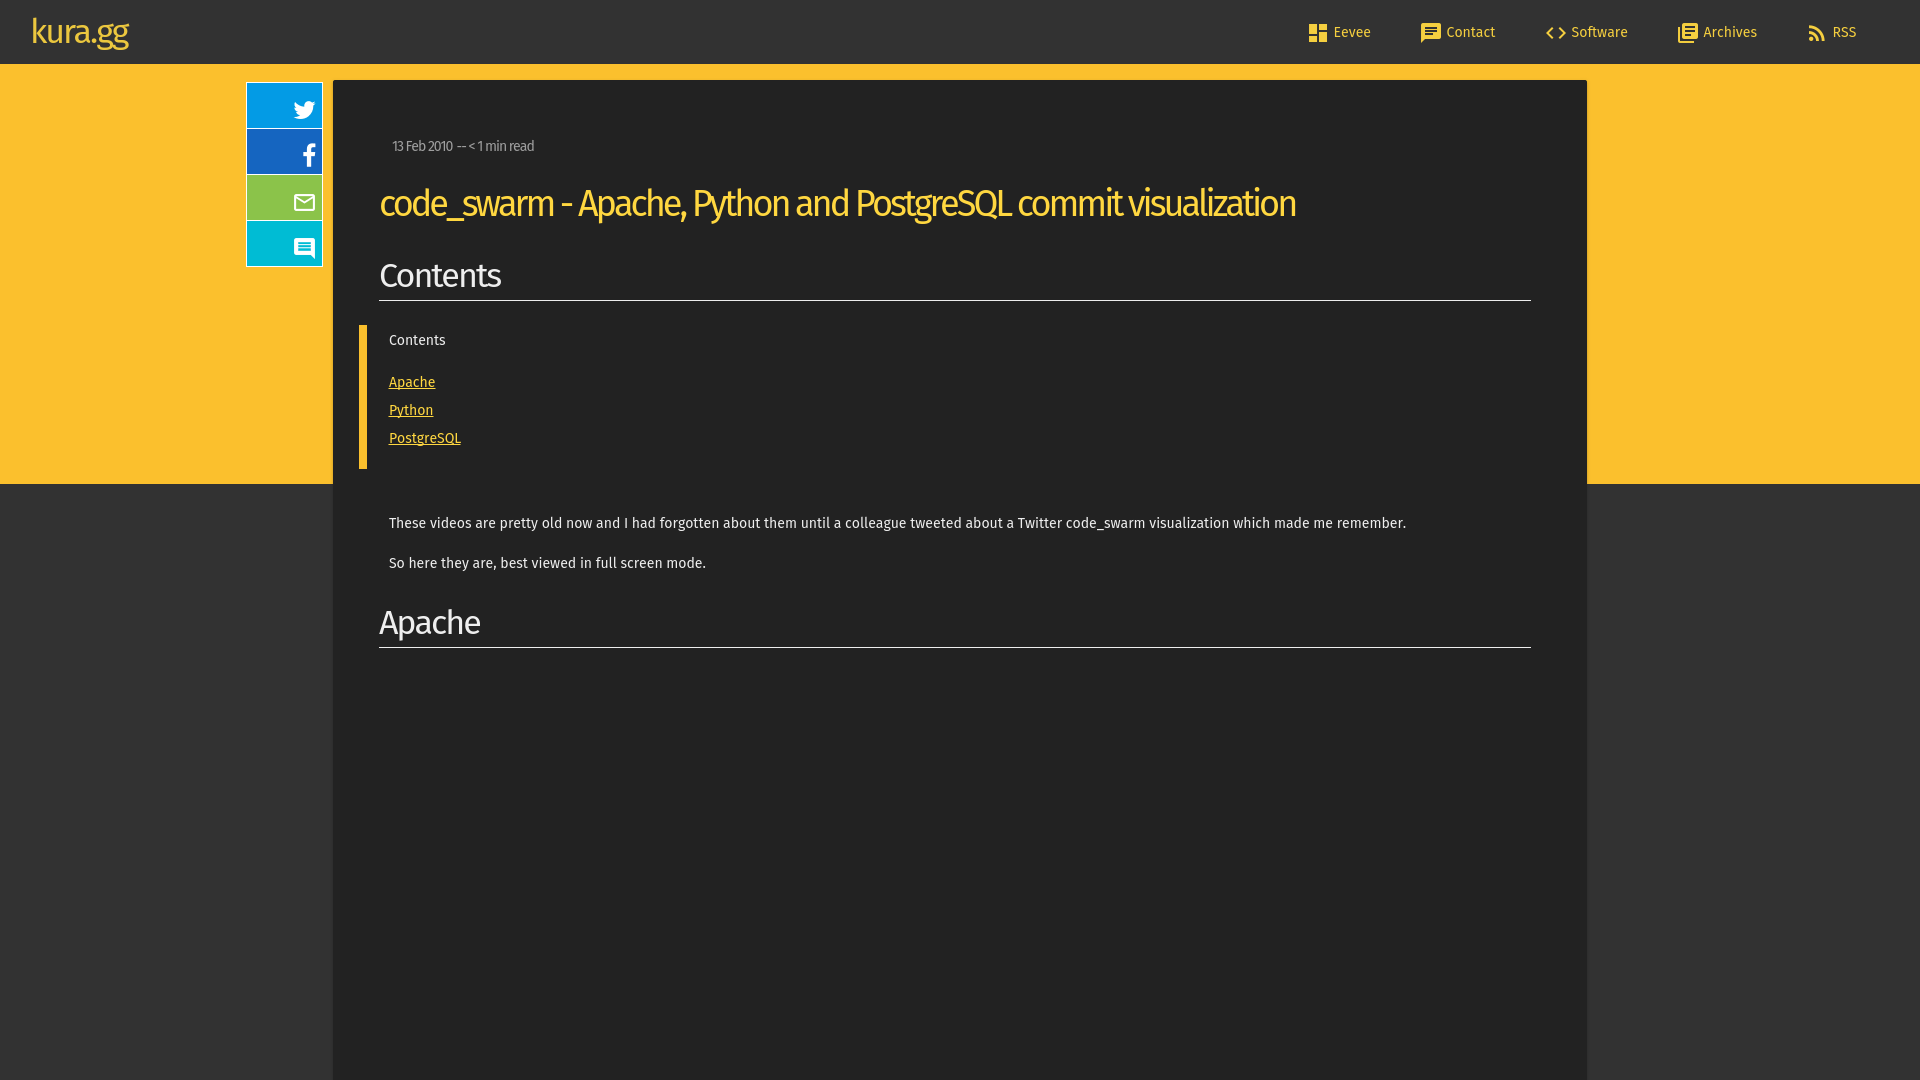 kura.gg
Eevee
Contact
Software
Archives
RSS
13 Feb 2010 -- < 1 min read
code_swarm - Apache, Python and PostgreSQL commit visualization
Contents
Contents
Apache
Python
PostgreSQL
These videos are pretty old now and I had forgotten about them until a colleague tweeted about a Twitter code_swarm visualization which made me remember.
So here they are, best viewed in full screen mode.
Apache